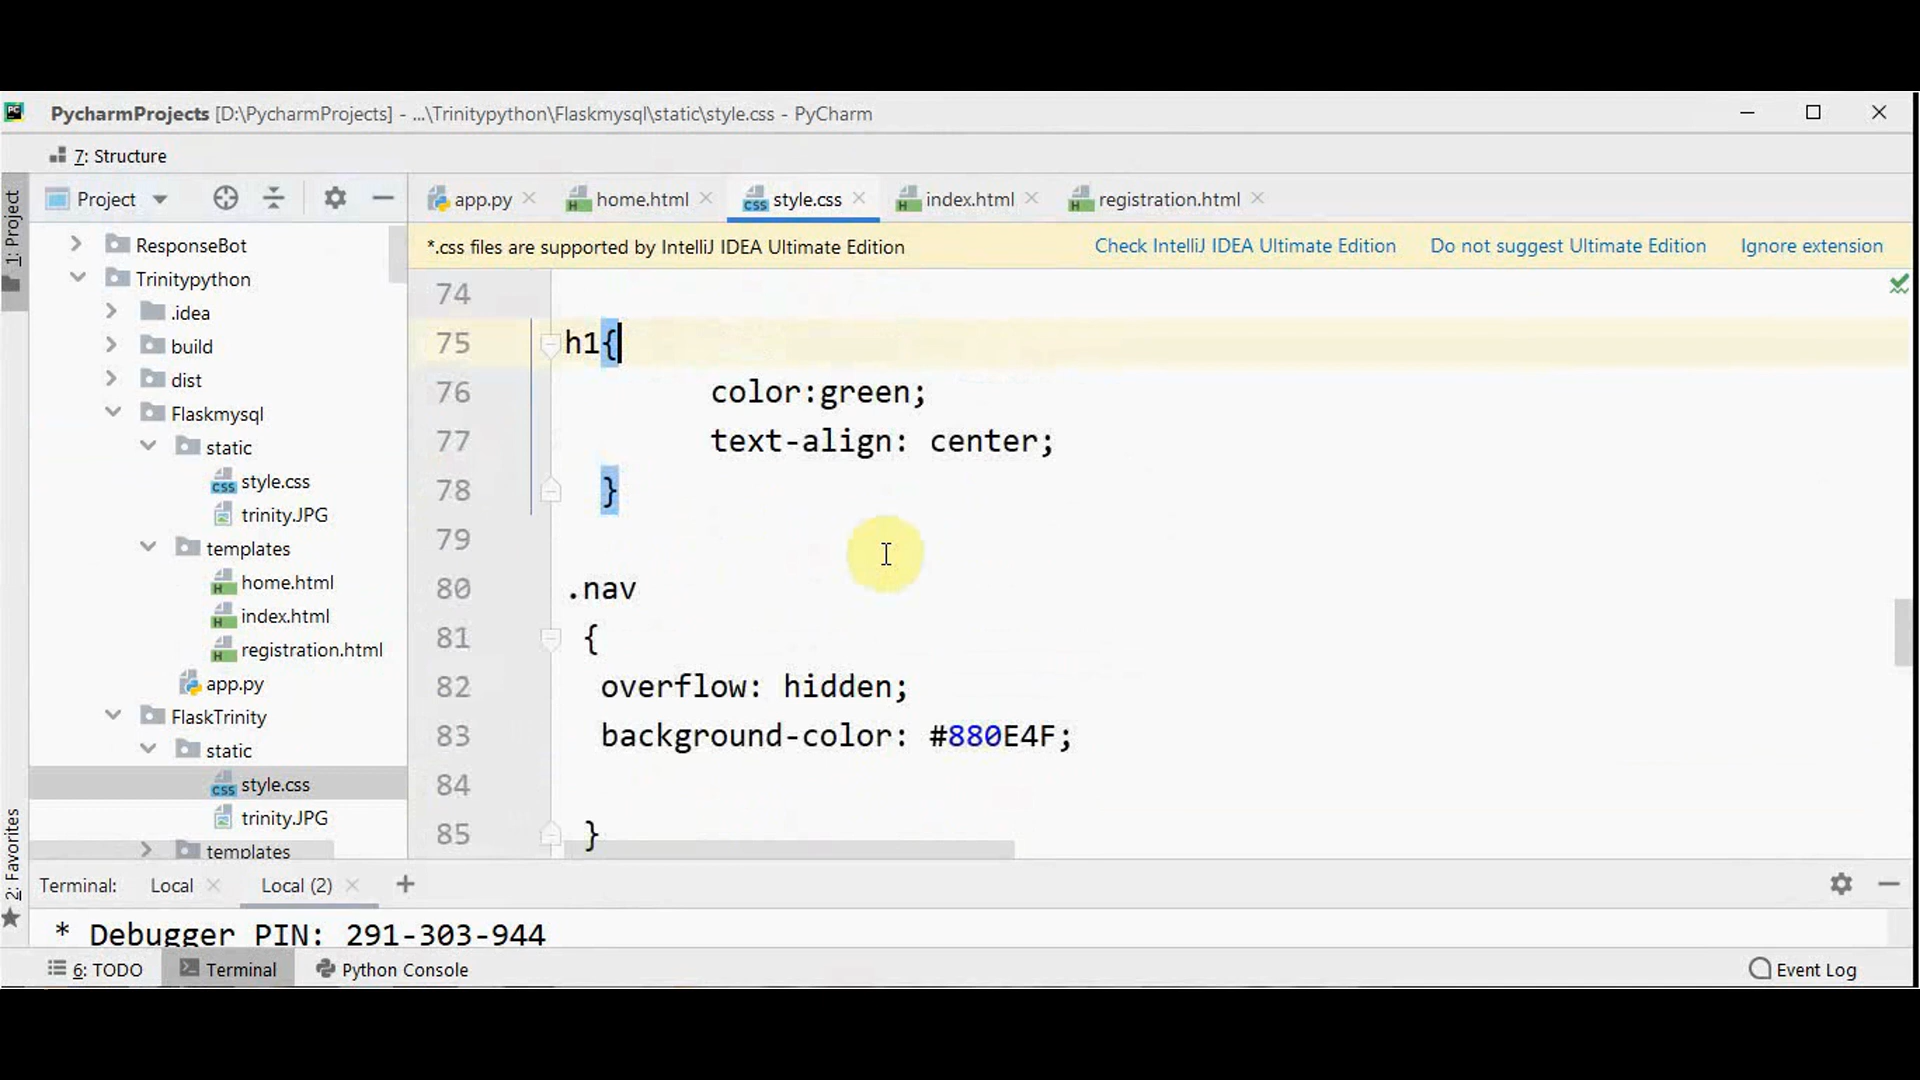 PycharmProjects [D:\PycharmProjects] - ...\Trinitypython\Flaskmysql\static\style.css - PyCharm
7: Structure
Project
app.py
home.html
style.css
index.html
registration.html
1: Project
*.css files are supported by IntelliJ IDEA Ultimate Edition
Check IntelliJ IDEA Ultimate Edition
Do not suggest Ultimate Edition
Ignore extension
ResponseBot
Trinitypython
.idea
build
dist
Flaskmysql
static
style.css
trinity.JPG
templates
home.html
index.html
registration.html
app.py
FlaskTrinity
static
style.css
trinity.JPG
templates
74
75 h1{
76 color:green;
77 text-align: center;
78 }
79
80 .nav
81 {
82 overflow: hidden;
83 background-color: #880E4F;
84
85 }
2: Favorites
Terminal:
Local
Local (2)
* Debugger PIN: 291-303-944
6: TODO
Terminal
Python Console
Event Log